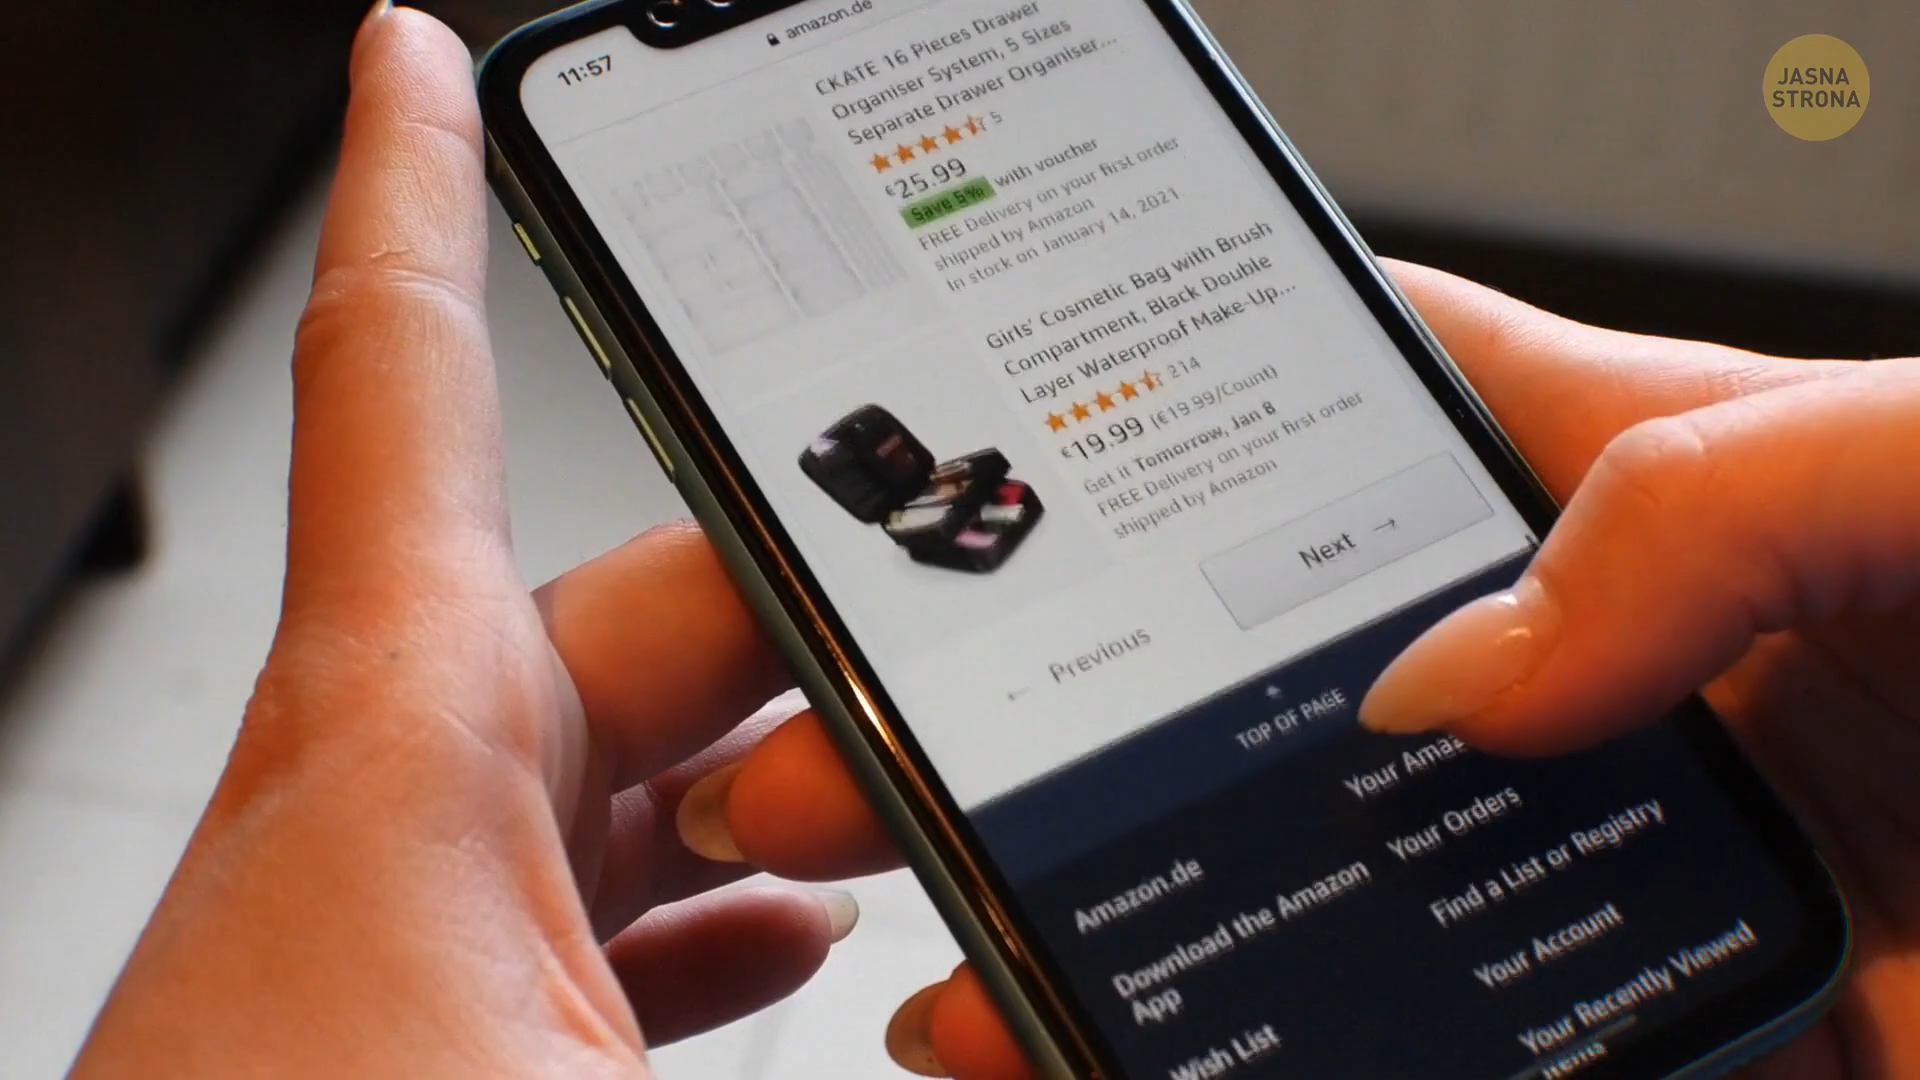 11:57
amazon.de
CKATE 16 Pieces Drawer
Organiser System, 5 Sizes
Separate Drawer Organiser...
5
€25.99
Save 5% with voucher
FREE Delivery on your first order
shipped by Amazon
In stock on January 14, 2021
Girls' Cosmetic Bag with Brush
Compartment, Black Double
Layer Waterproof Make-Up...
214
€19.99 (€19.99/Count)
Get it Tomorrow, Jan 8
FREE Delivery on your first order
shipped by Amazon
← Previous
Next →
TOP OF PAGE
Amazon.de
Your Amaz
Download the Amazon
App
Your Orders
Wish List
Find a List or Registry
Your Account
Your Recently Viewed
Items
JASNA
STRONA